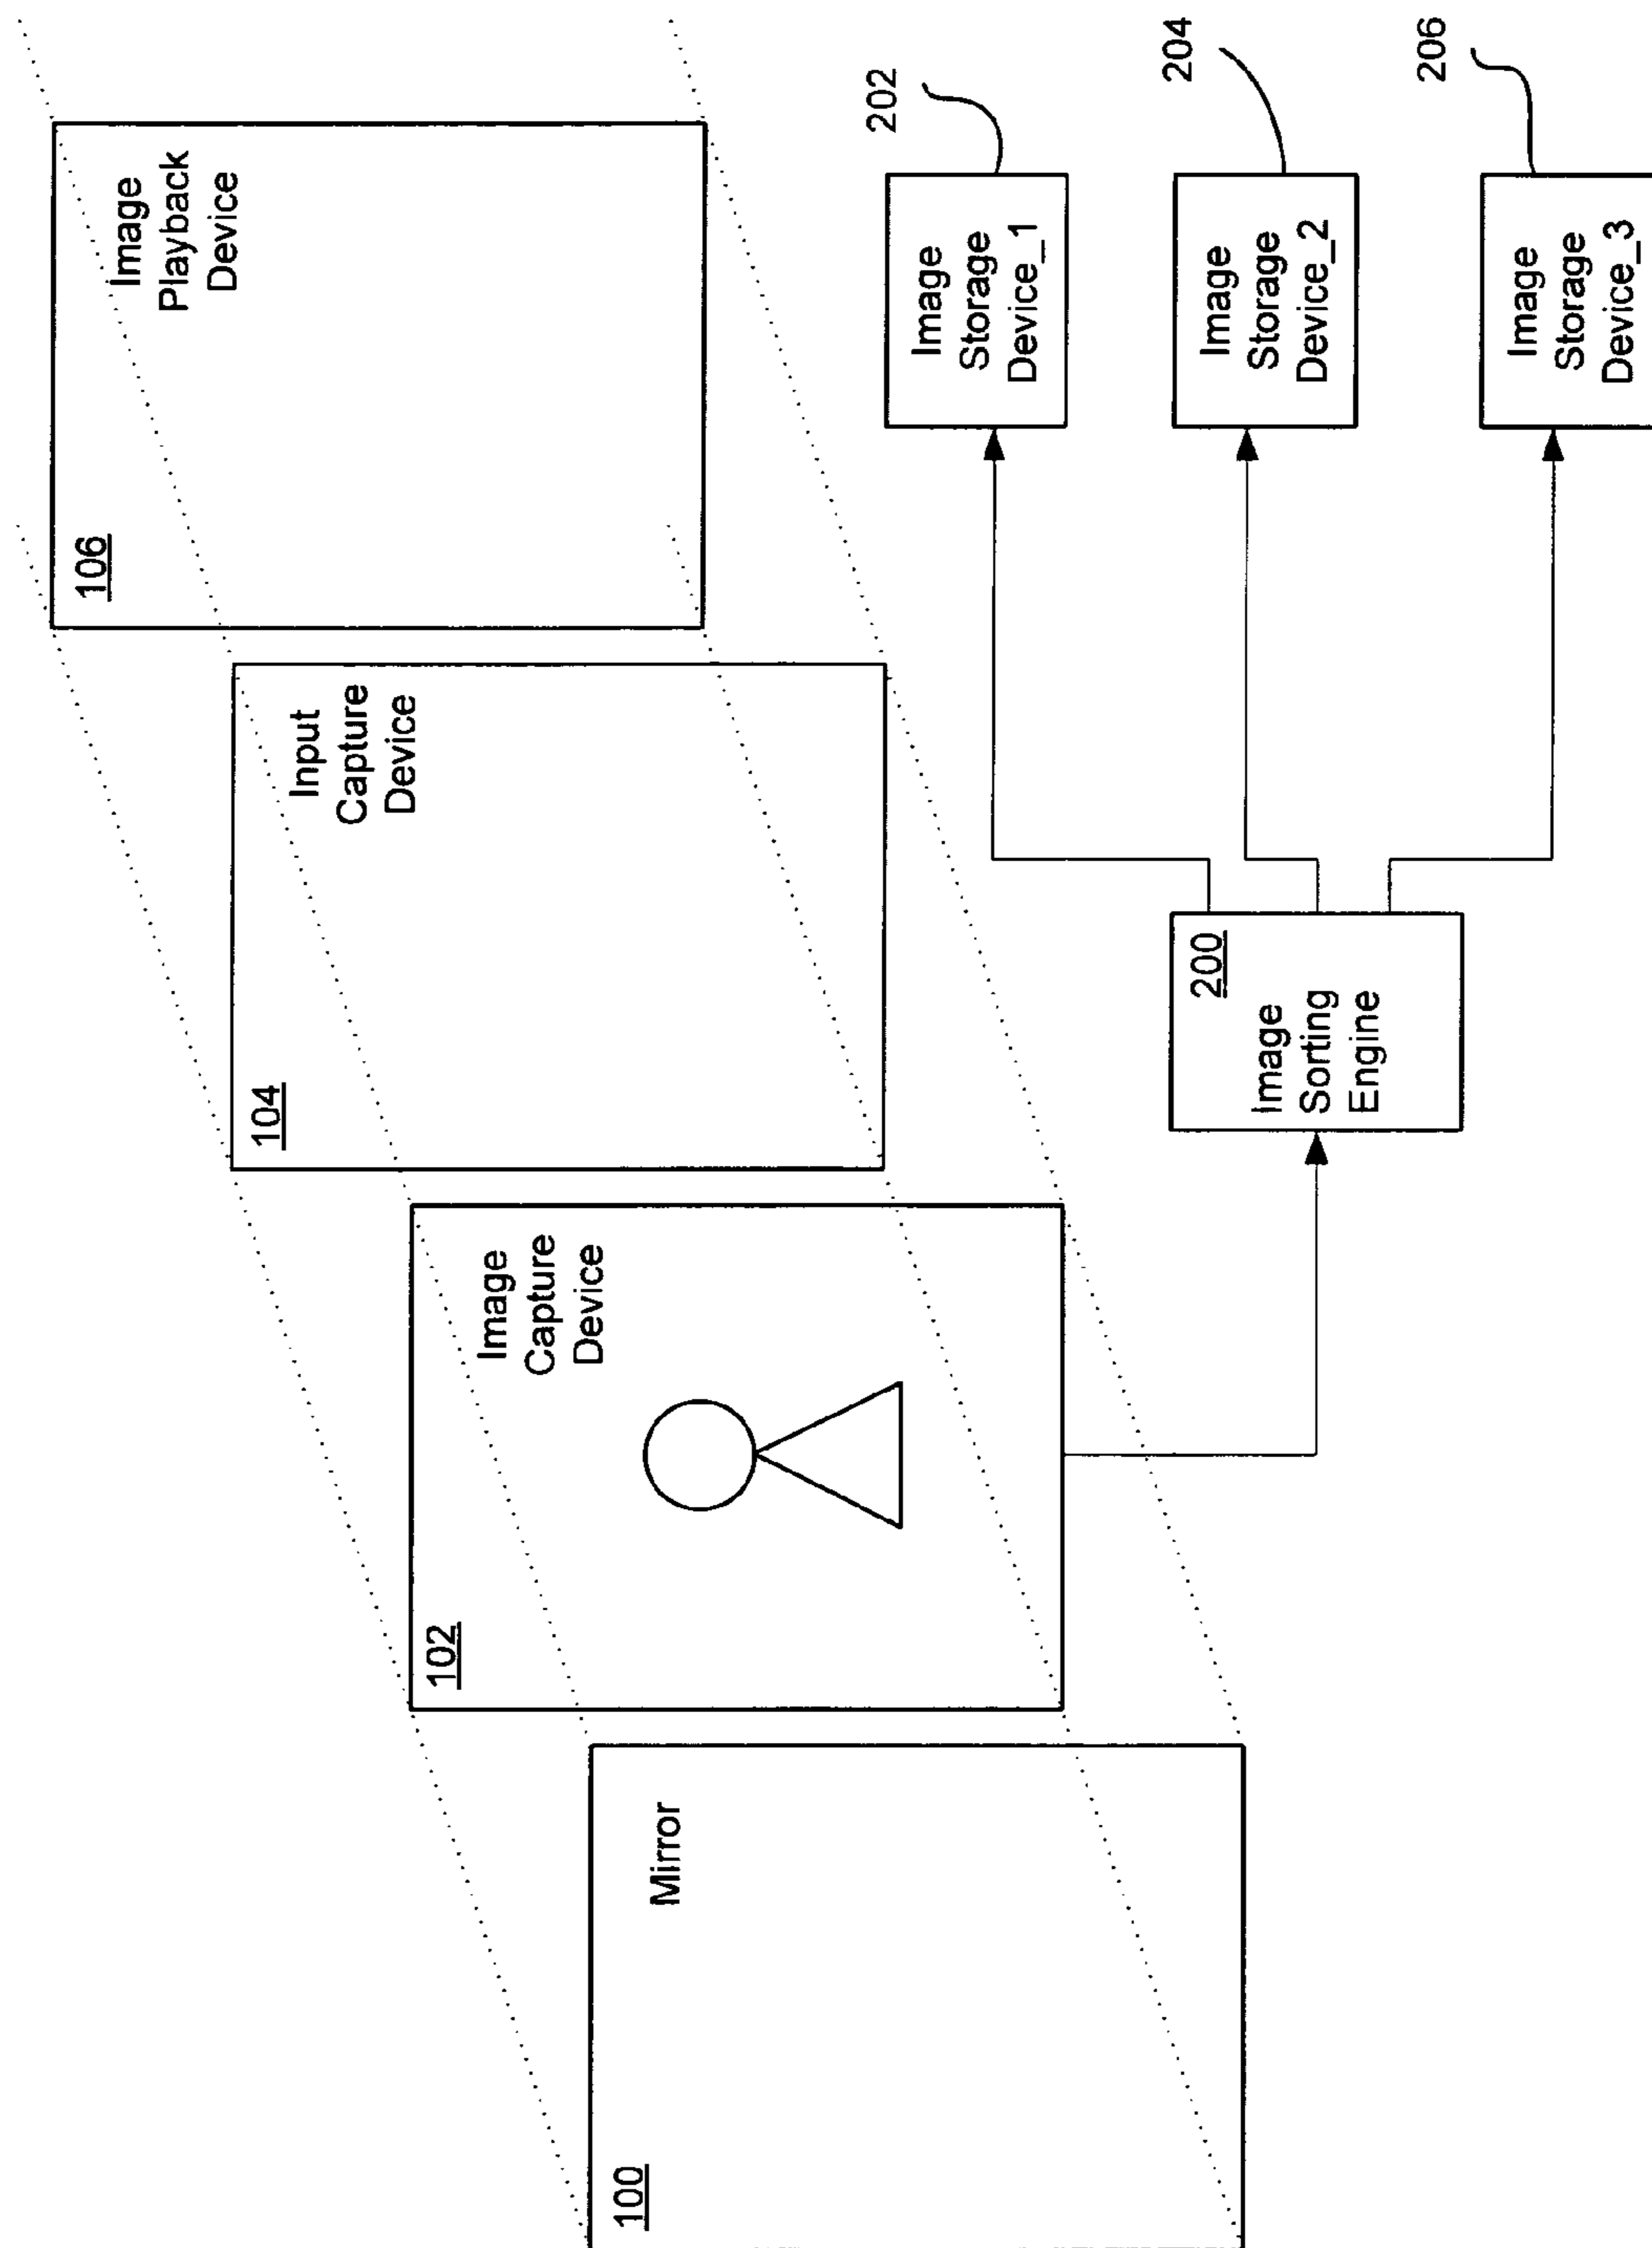 100
Mirror
102
Image
Capture
Device
104
Input
Capture
Device
106
Image
Playback
Device
200
Image
Sorting
Engine
Image
Storage
Device_1
202
Image
Storage
Device_2
204
Image
Storage
Device_3
206